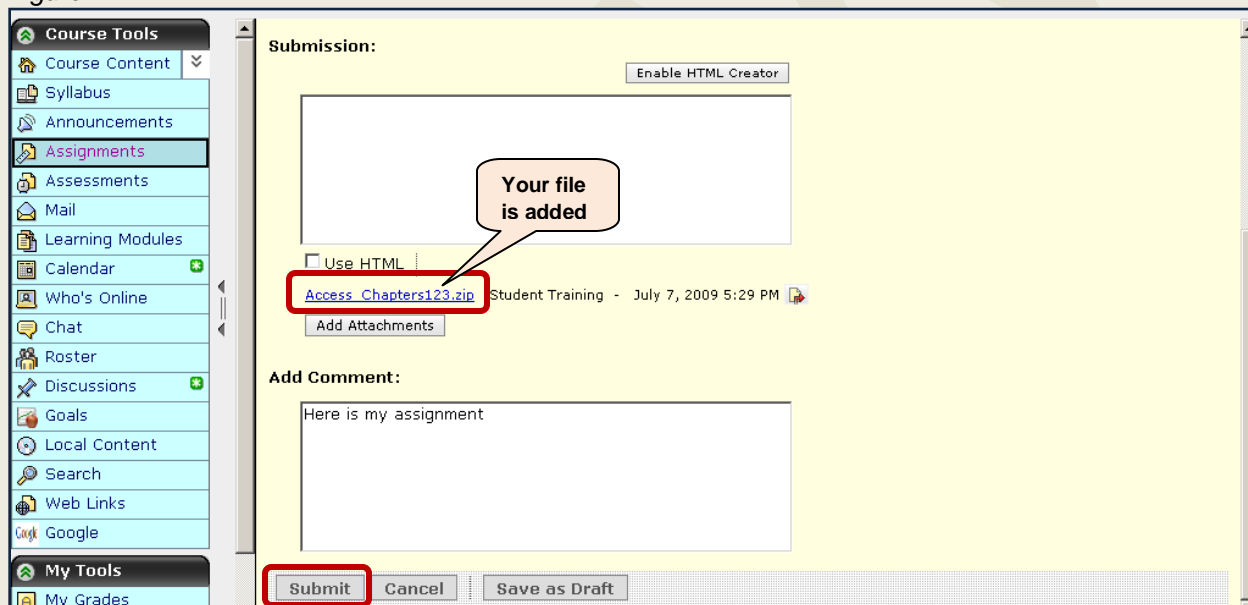 Course Tools
Course Content
Syllabus
Announcements
Assignments
Assessments
Mail
Learning Modules
Calendar
Who's Online
Chat
Roster
Discussions
Goals
Local Content
Search
Web Links
Google
My Tools
My Grades
Submission:
Enable HTML Creator
Your file
is added
Use HTML
Access_Chapters123.zip Student Training - July 7, 2009 5:29 PM
Add Attachments
Add Comment:
Here is my assignment
Submit Cancel Save as Draft